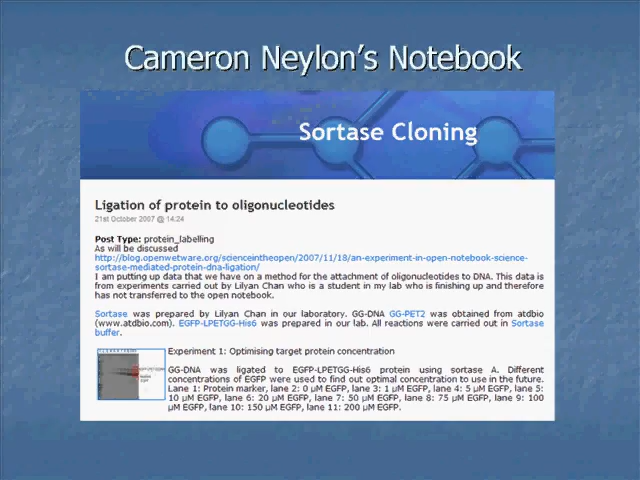 Cameron Neylon's Notebook
Sortase Cloning
Ligation of protein to oligonucleotides
21st October 2007 @ 14:24
Post Type: protein_labelling
As will be discussed
http://blog.openwetware.org/scienceintheopen/2007/11/18/an-experiment-in-open-notebook-science-
sortase-mediated-protein-dna-ligation/
I am putting up data that we have on a method for the attachment of oligonucleotides to DNA. This data is
from experiments carried out by Lilyan Chan who is a student in my lab who is finishing up and therefore
has not transferred to the open notebook.
Sortase was prepared by Lilyan Chan in our laboratory. GG-DNA GG-PET2 was obtained from atdbio
(www.atdbio.com). EGFP-LPETGG-His6 was prepared in our lab. All reactions were carried out in Sortase
buffer.
Experiment 1: Optimising target protein concentration
GG-DNA was ligated to EGFP-LPETGG-His6 protein using sortase A. Different
concentrations of EGFP were used to find out optimal concentration to use in the future.
Lane 1: Protein marker, lane 2: 0 µM EGFP, lane 3: 1 µM EGFP, lane 4: 5 µM EGFP, lane 5:
10 µM EGFP, lane 6: 20 µM EGFP, lane 7: 50 µM EGFP, lane 8: 75 µM EGFP, lane 9: 100
µM EGFP, lane 10: 150 µM EGFP, lane 11: 200 µM EGFP.